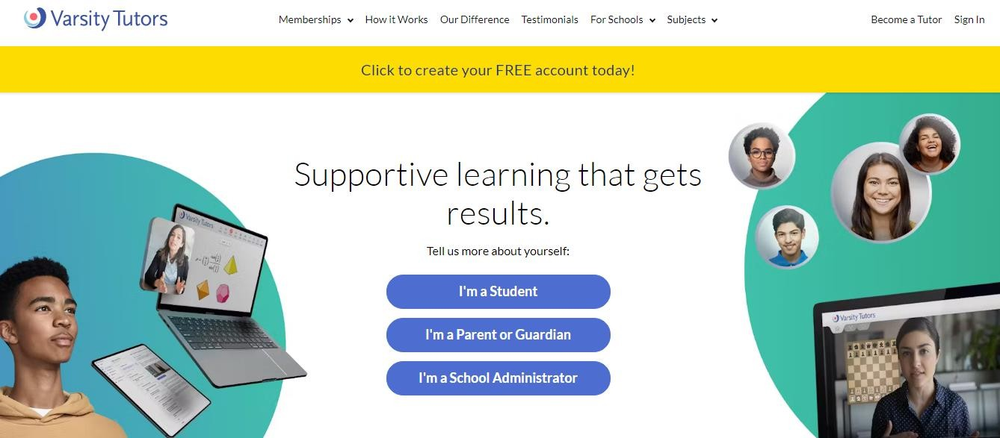 Varsity Tutors
Memberships How it Works Our Difference Testimonials For Schools Subjects Become a Tutor Sign In
Click to create your FREE account today!
Supportive learning that gets
results.
Tell us more about yourself:
I'm a Student
I'm a Parent or Guardian
I'm a School Administrator
Varsity Tutors
Varsity Tutors